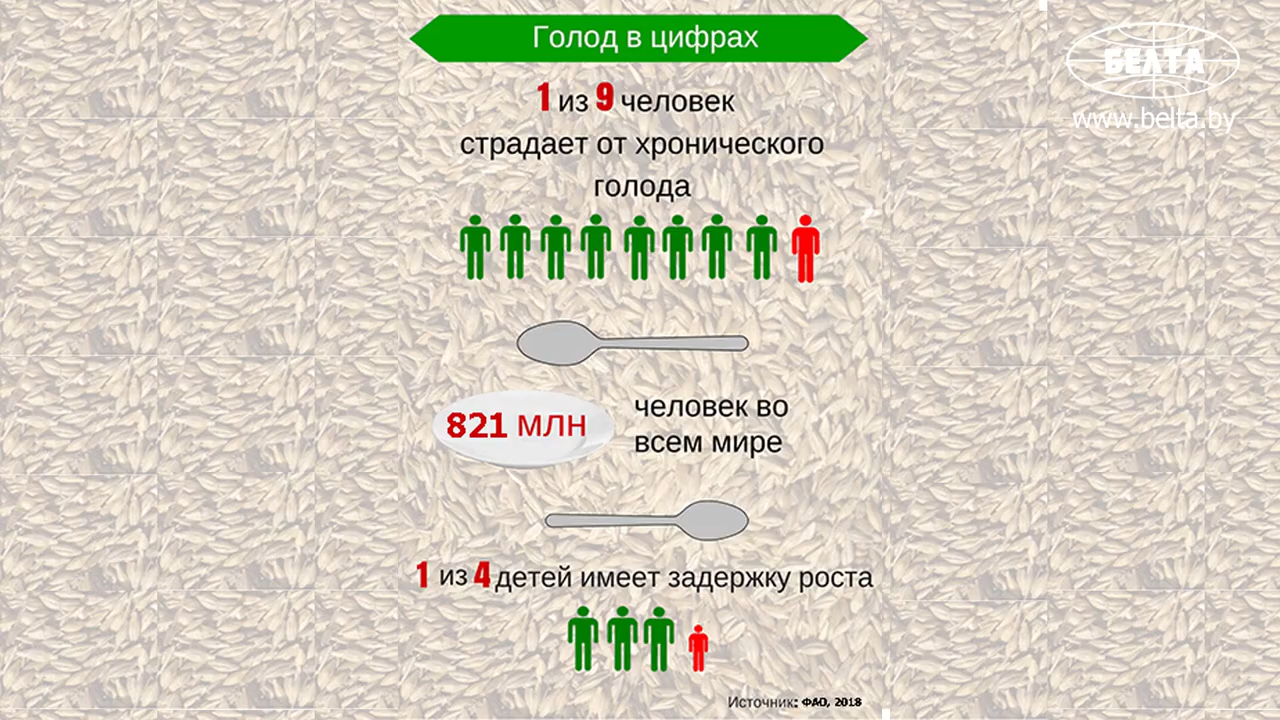 Голод в цифрах
БЕЛТА
www.belta.by
1 из 9 человек
страдает от хронического
голода
821 млн
человек во
всем мире
1 из 4 детей имеет задержку роста
Источник: ФАО, 2018